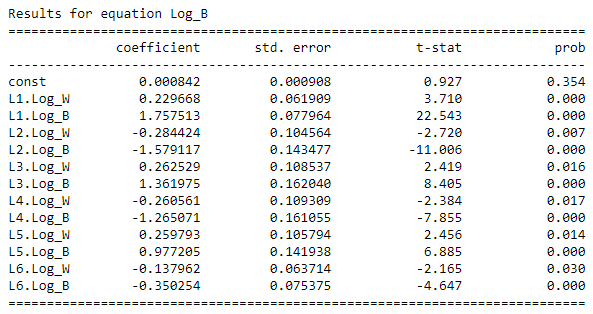 Results for equation Log_B
==========================================================================
coefficient std. error t-stat prob
--------------------------------------------------------------------------
const 0.000842 0.000908 0.927 0.354
L1.Log_W 0.229668 0.061909 3.710 0.000
L1.Log_B 1.757513 0.077964 22.543 0.000
L2.Log_W -0.284424 0.104564 -2.720 0.007
L2.Log_B -1.579117 0.143477 -11.006 0.000
L3.Log_W 0.262529 0.108537 2.419 0.016
L3.Log_B 1.361975 0.162040 8.405 0.000
L4.Log_W -0.260561 0.109309 -2.384 0.017
L4.Log_B -1.265071 0.161055 -7.855 0.000
L5.Log_W 0.259793 0.105794 2.456 0.014
L5.Log_B 0.977205 0.141938 6.885 0.000
L6.Log_W -0.137962 0.063714 -2.165 0.030
L6.Log_B -0.350254 0.075375 -4.647 0.000
==========================================================================